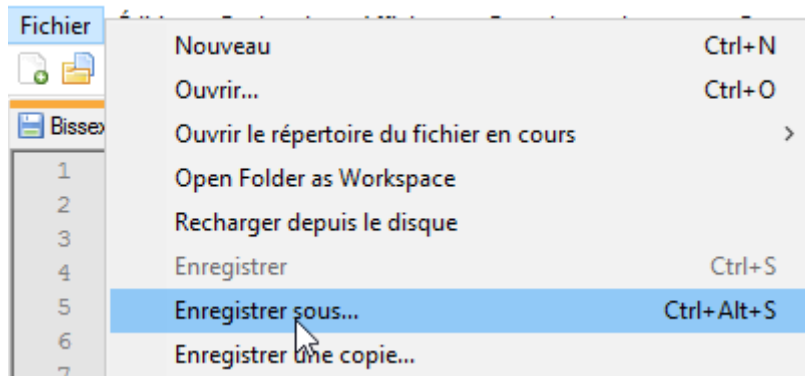 Fichier
Nouveau Ctrl+N
Ouvrir... Ctrl+O
Bissex
Ouvrir le répertoire du fichier en cours
1
Open Folder as Workspace
2
Recharger depuis le disque
3
4
Enregistrer Ctrl+S
5
Enregistrer sous... Ctrl+Alt+S
6
Enregistrer une copie...
7